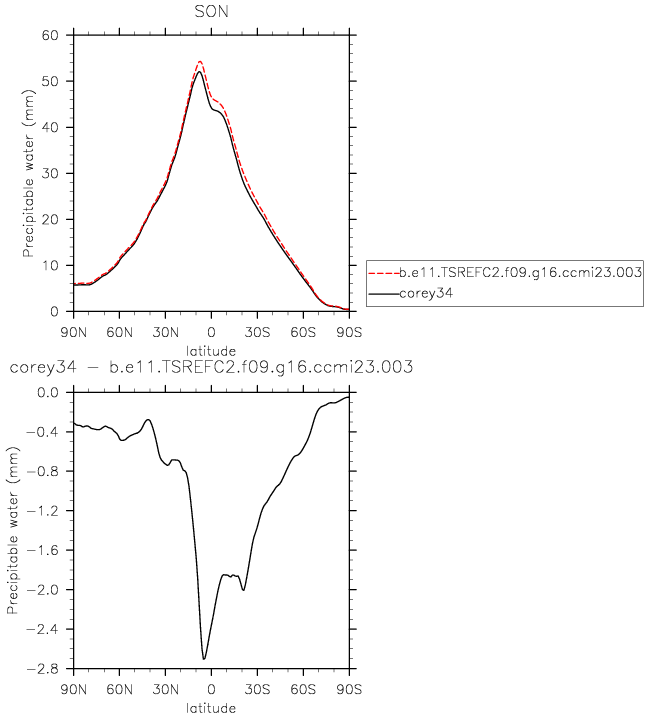 SON
Precipitable water (mm)
60
50
40
30
20
10
0
90N 60N 30N 0 30S 60S 90S
latitude
b.e11.TSREFC2.f09.g16.ccmi23.003
corey34
corey34 − b.e11.TSREFC2.f09.g16.ccmi23.003
Precipitable water (mm)
0.0
−0.4
−0.8
−1.2
−1.6
−2.0
−2.4
−2.8
90N 60N 30N 0 30S 60S 90S
latitude